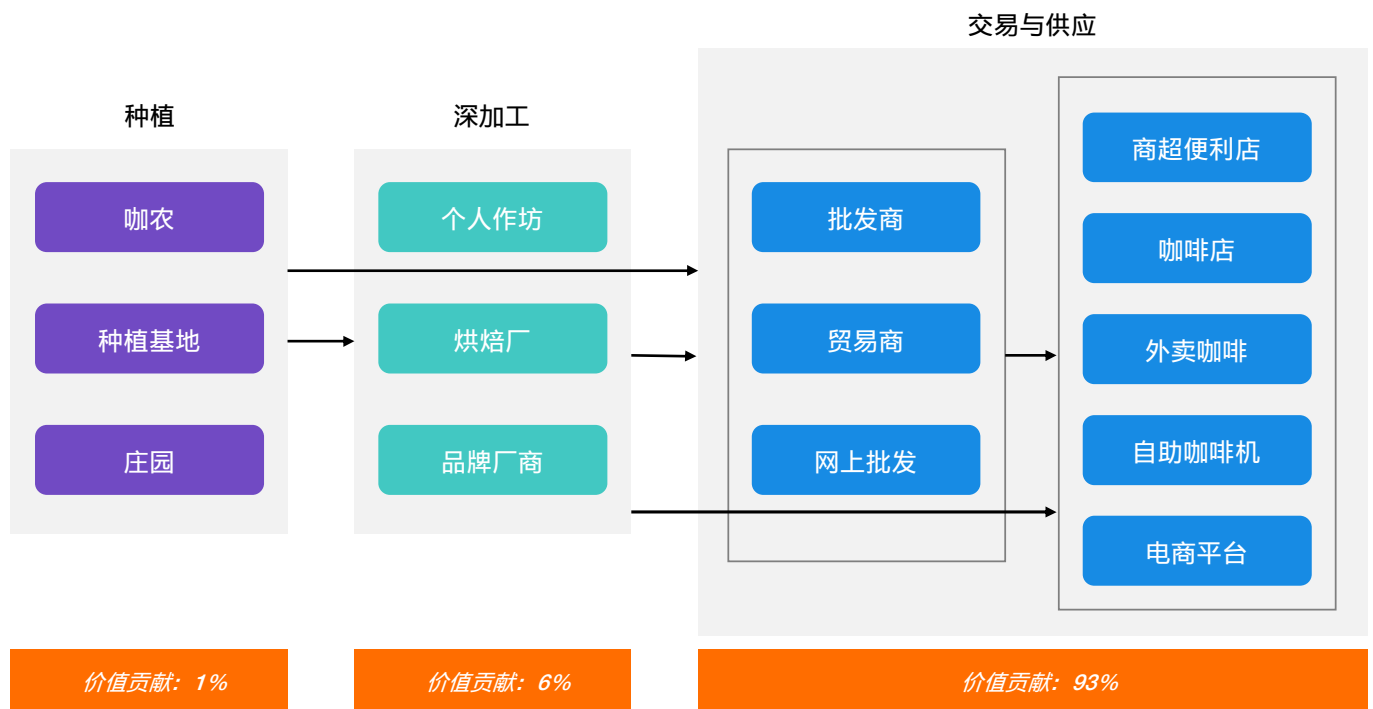 交易与供应
种植
深加工
咖农
种植基地
庄园
个人作坊
烘焙厂
品牌厂商
批发商
贸易商
网上批发
商超便利店
咖啡店
外卖咖啡
自助咖啡机
电商平台
价值贡献：1%
价值贡献：6%
价值贡献：93%